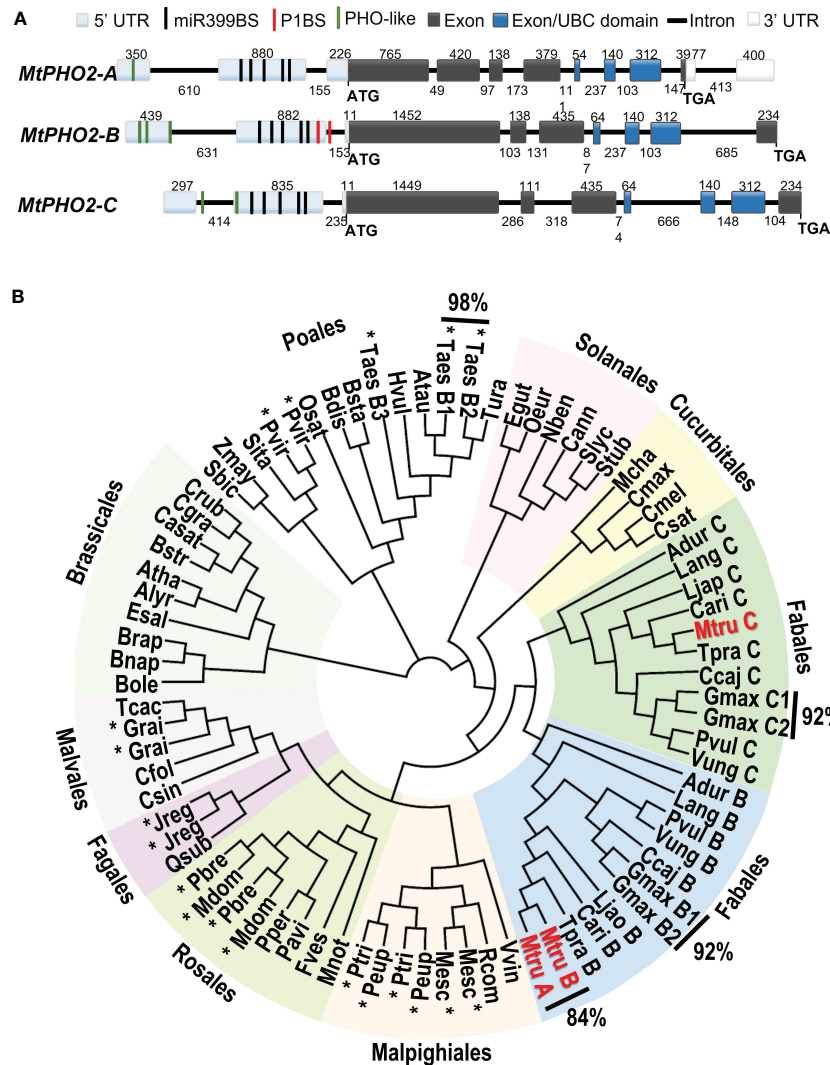 A
5' UTR miR399BS P1BS PHO-like Exon Exon/UBC domain Intron 3' UTR
350 880 226 765 420 138 379 54 140 312 39 77 400
MtPHO2-A
610 155 ATG 49 97 173 11 237 103 147 TGA 413
1
439 882 11 1452 138 435 64 140 312 234
MtPHO2-B
631 153 ATG 103 131 8 237 103 685 TGA
7
297 835 11 1449 111 435 64 140 312 234
MtPHO2-C
414 235 ATG 286 318 7 666 148 104 TGA
4
B
98%
Poales
Sbic
Zmay
Sita
* Pvir
* Pvir
Osat
Bdis
Bsta
* Taes B3
Hvul
Atau
* Taes B1
* Taes B2
Tura
Solanales
Egut
Oeur
Nben
Cann
Slyc
Stub
Cucurbitales
Mcha
Cmax
Cmel
Csat
Fabales
Adur C
Lang C
Ljap C
Cari C
Mtru C
Tpra C
Ccaj C
Gmax C1
Gmax C2
92%
Pvul C
Vung C
Fabales
Adur B
Lang B
Pvul B
Vung B
Ccaj B
Gmax B1
Gmax B2
92%
Ljao B
Cari B
Tpra B
Mtru B
Mtru A
84%
Malpighiales
Vvin
Rcom
* Mesc
* Mesc
* Peup
* Ptri
* Peup
* Ptri
Rosales
Mnot
Fves
Pavi
Pper
* Mdom
* Pbre
* Mdom
* Pbre
Fagales
Qsub
* Jreg
* Jreg
Malvales
Csin
Cfol
* Grai
* Grai
Tcac
Brassicales
Bole
Bnap
Brap
Esal
Alyr
Atha
Bstr
Casat
Cgra
Crub